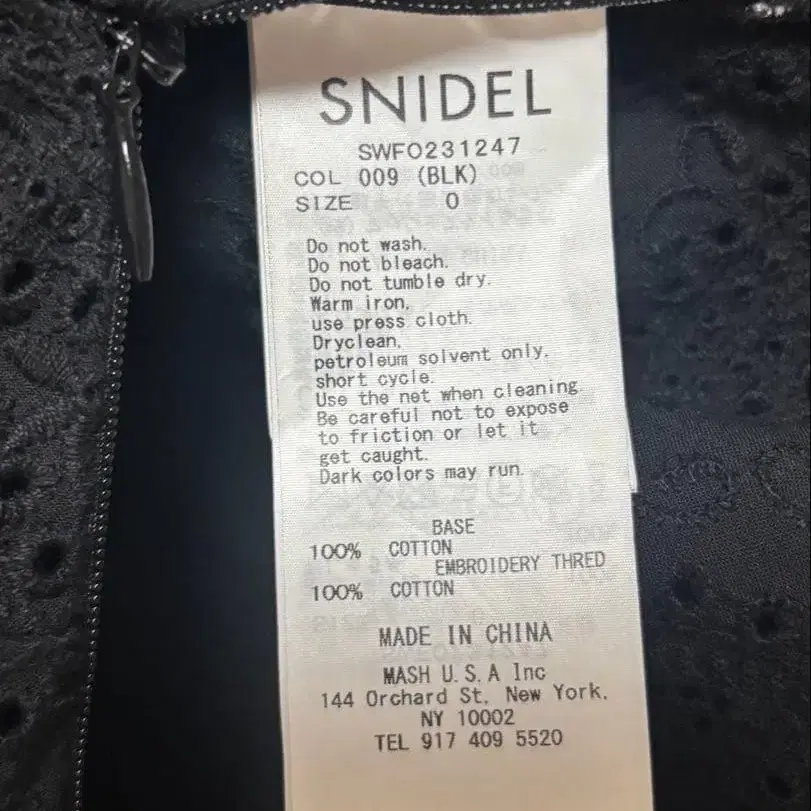 SNIDEL
SWFO231247
COL 009 (BLK)
SIZE 0
Do not wash.
Do not bleach.
Do not tumble dry.
Warm iron,
use press cloth.
Dryclean,
petroleum solvent only,
short cycle.
Use the net when cleaning
Be careful not to expose
to friction or let it
get caught.
Dark colors may run.
BASE
100% COTTON
EMBROIDERY THRED
100% COTTON
MADE IN CHINA
MASH U.S.A Inc
144 Orchard St, New York,
NY 10002
TEL 917 409 5520